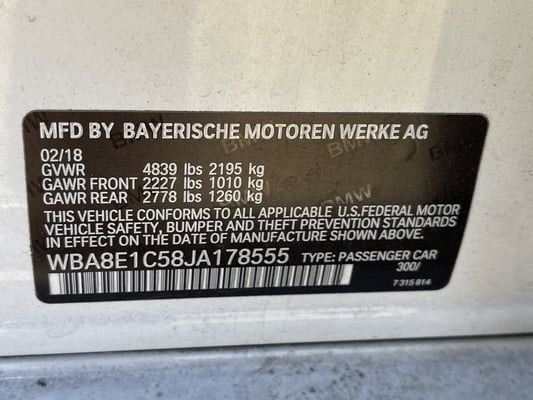 MFD BY BAYERISCHE MOTOREN WERKE AG
02/18
GVWR 4839 lbs 2195 kg
GAWR FRONT 2227 lbs 1010 kg
GAWR REAR 2778 lbs 1260 kg
THIS VEHICLE CONFORMS TO ALL APPLICABLE U.S.FEDERAL MOTOR
VEHICLE SAFETY, BUMPER AND THEFT PREVENTION STANDARDS
IN EFFECT ON THE DATE OF MANUFACTURE SHOWN ABOVE.
WBA8E1C58JA178555 TYPE: PASSENGER CAR
300/
7 315 814
BMW
BMW
BMW